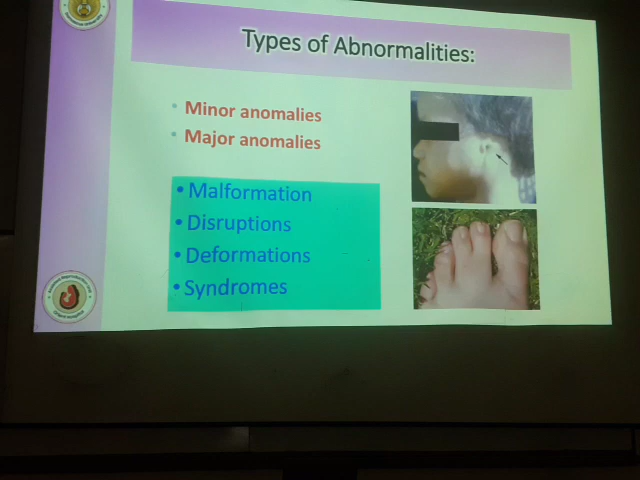 Types of Abnormalities:
• Minor anomalies
• Major anomalies
• Malformation
• Disruptions
• Deformations
• Syndromes